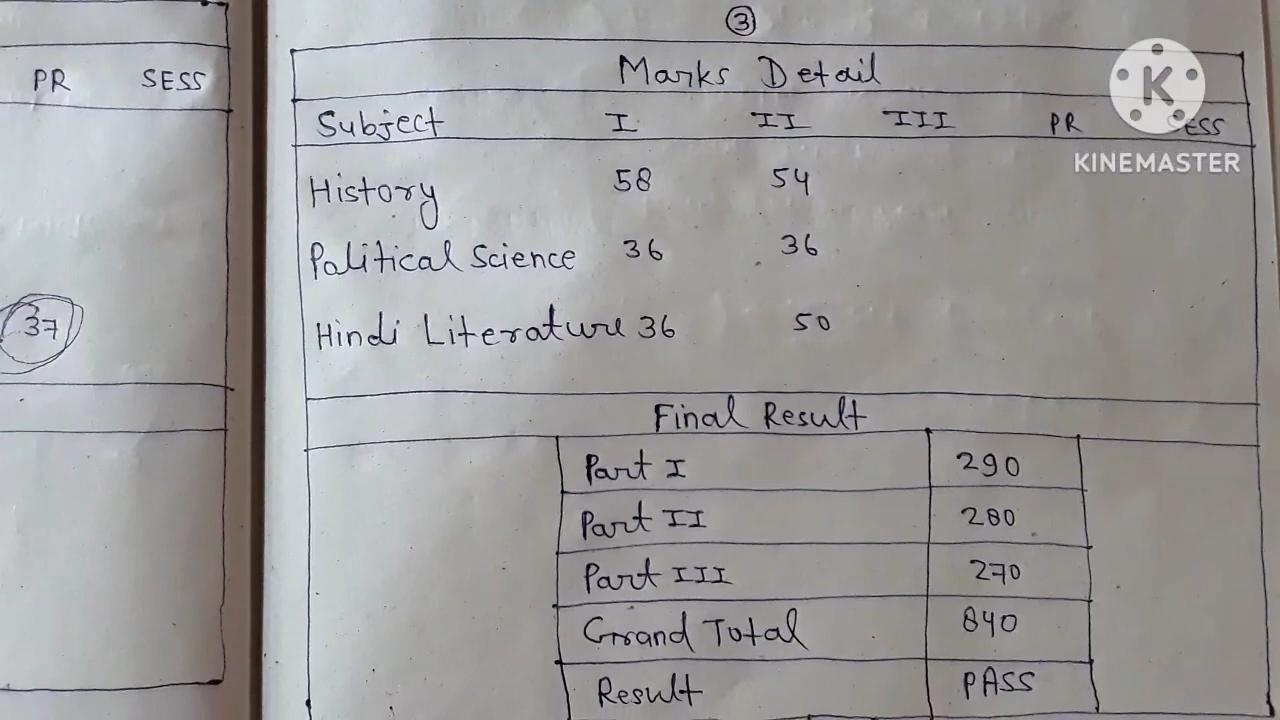 PR SESS
37
3
Marks Detail
Subject I II III PR SESS
History 58 54
Political Science 36 36
Hindi Literature 36 50
Final Result
Part I 290
Part II 280
Part III 270
Grand Total 840
Result PASS
K
KINEMASTER